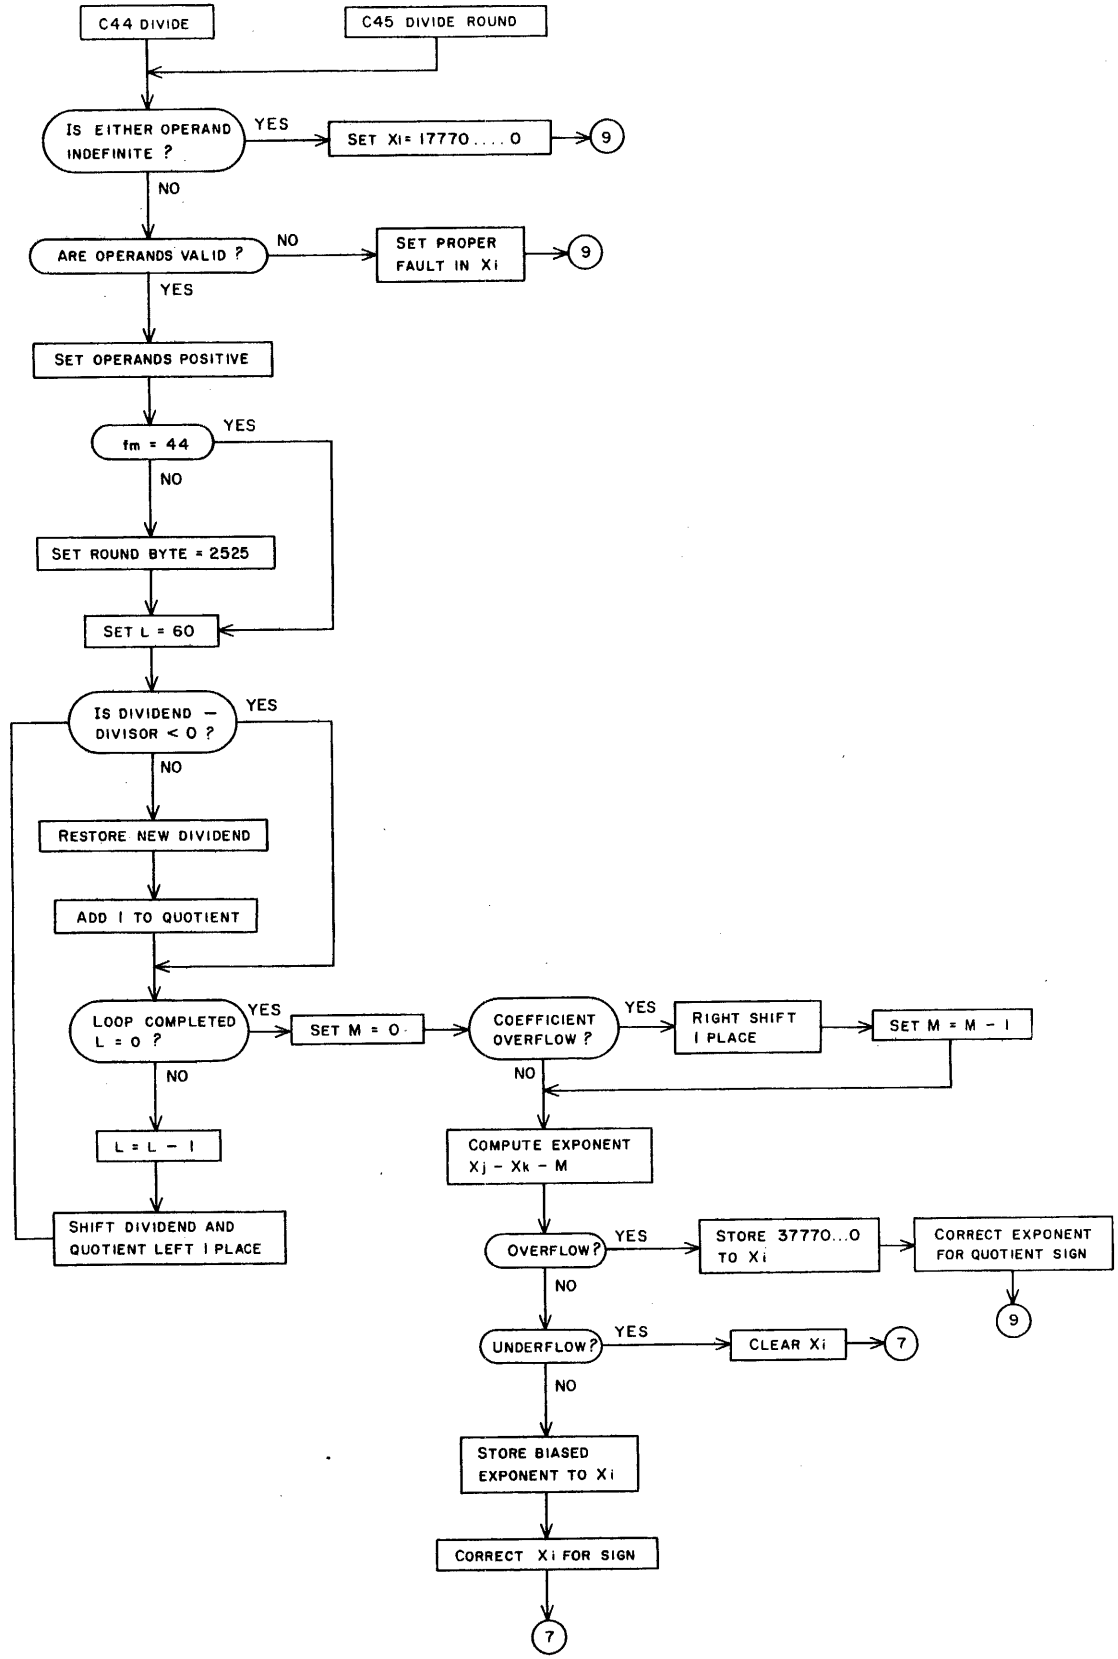 C44 DIVIDE
C45 DIVIDE ROUND
IS EITHER OPERAND
INDEFINITE ?
YES
SET Xi = 17770 .... 0
9
NO
ARE OPERANDS VALID ?
NO
SET PROPER
FAULT IN Xi
9
YES
SET OPERANDS POSITIVE
fm = 44
YES
NO
SET ROUND BYTE = 2525
SET L = 60
IS DIVIDEND –
DIVISOR < 0 ?
YES
NO
RESTORE NEW DIVIDEND
ADD 1 TO QUOTIENT
LOOP COMPLETED
L = 0 ?
YES
SET M = 0
COEFFICIENT
OVERFLOW ?
YES
RIGHT SHIFT
1 PLACE
SET M = M – 1
NO
NO
L = L – 1
SHIFT DIVIDEND AND
QUOTIENT LEFT 1 PLACE
COMPUTE EXPONENT
Xj – Xk – M
OVERFLOW?
YES
STORE 37770...0
TO Xi
CORRECT EXPONENT
FOR QUOTIENT SIGN
9
NO
UNDERFLOW?
YES
CLEAR Xi
7
NO
STORE BIASED
EXPONENT TO Xi
CORRECT Xi FOR SIGN
7